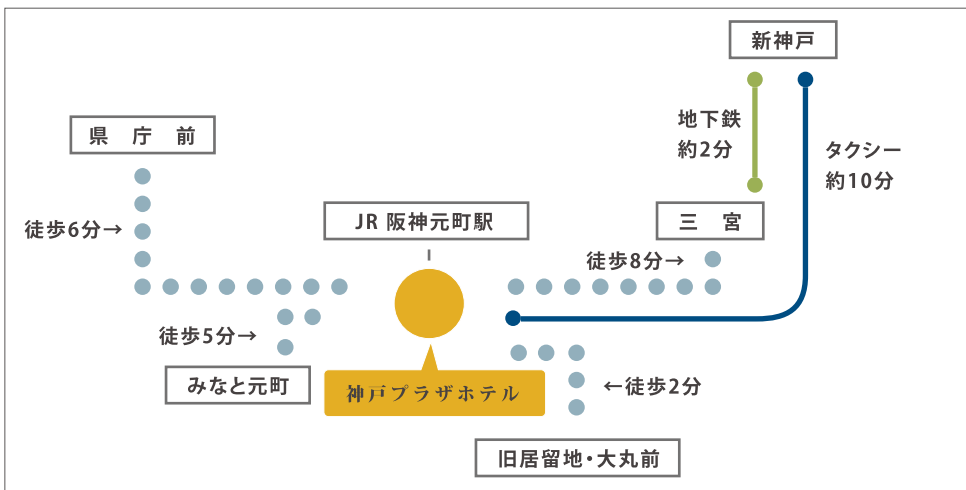 新神戸
地下鉄
約2分
タクシー
約10分
県 庁 前
徒歩6分→
JR 阪神元町駅
三 宮
徒歩8分→
徒歩5分→
みなと元町
神戸プラザホテル
←徒歩2分
旧居留地・大丸前